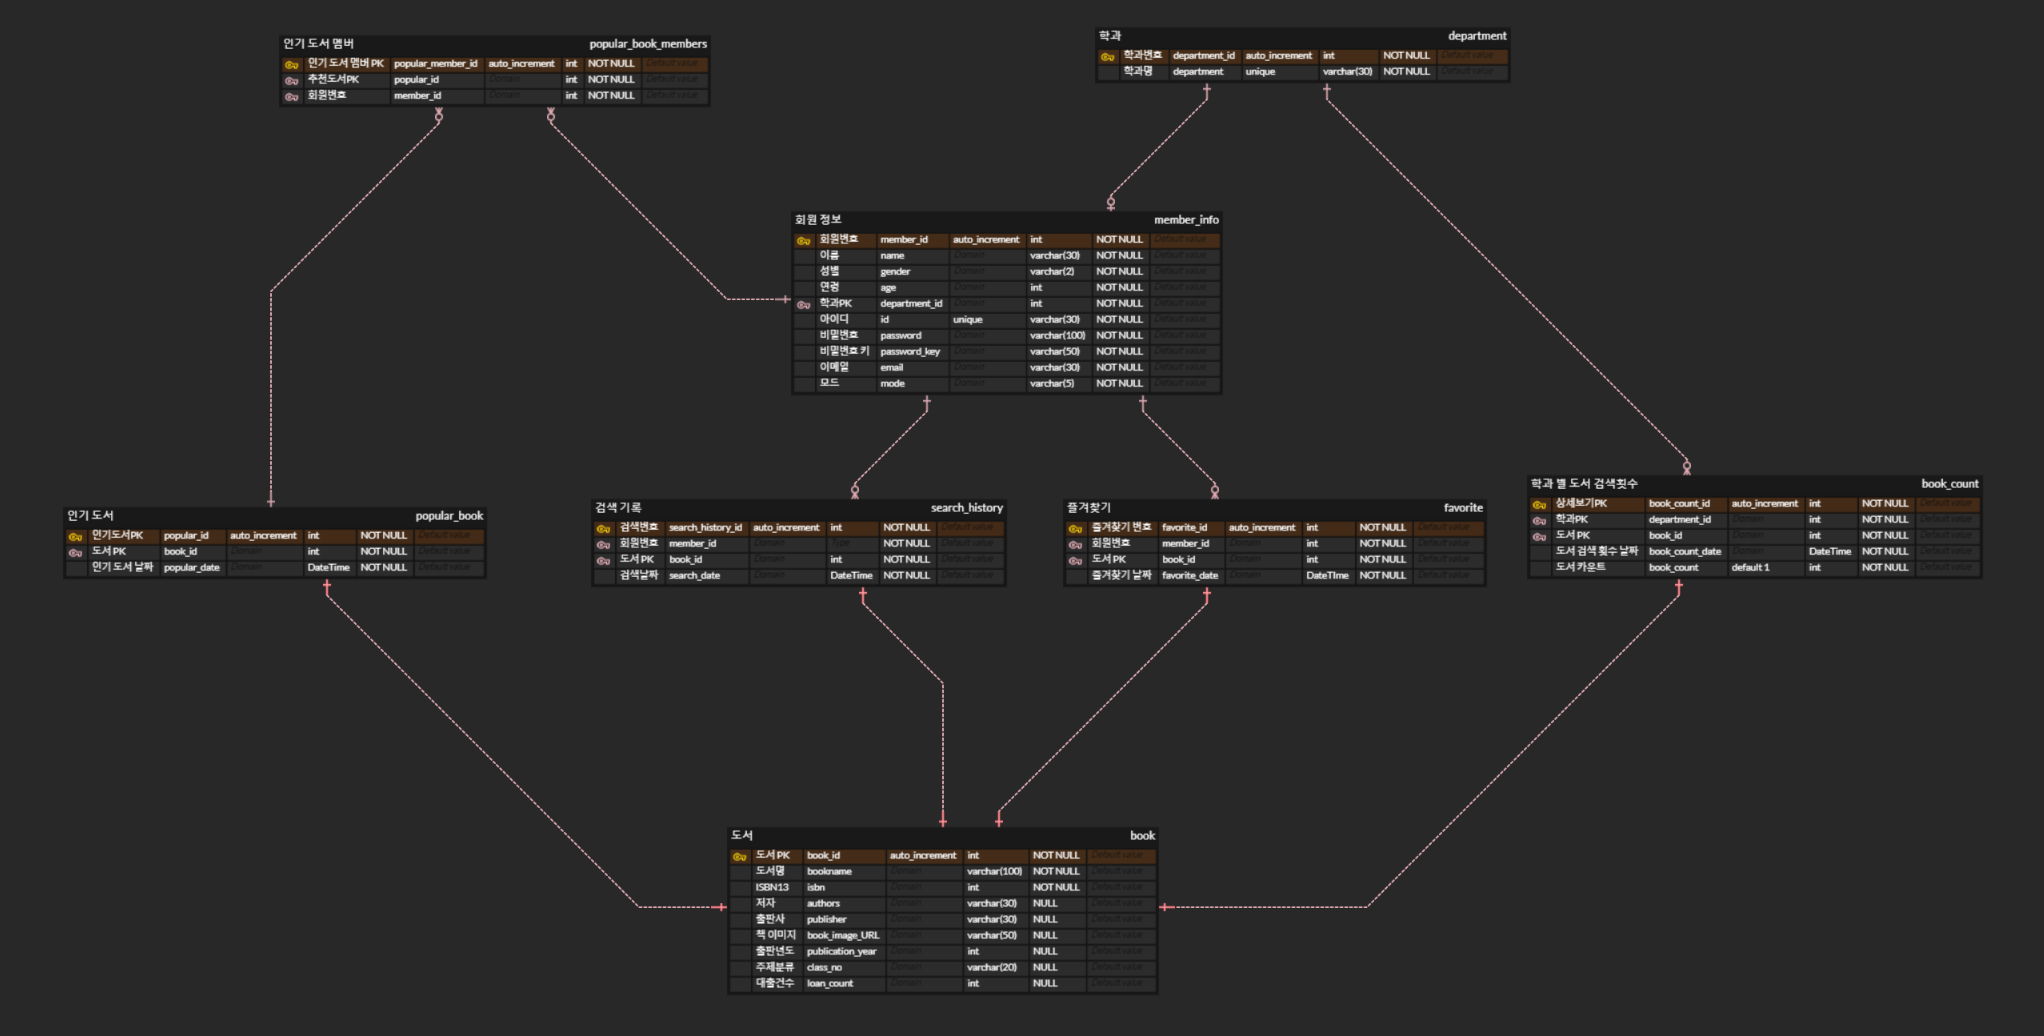 인기 도서 멤버 popular_book_members
인기 도서 멤버 PK popular_member_id auto_increment int NOT NULL Default value
추천도서PK popular_id Domain int NOT NULL Default value
회원번호 member_id Domain int NOT NULL Default value
학과 department
학과번호 department_id auto_increment int NOT NULL Default value
학과명 department unique varchar(30) NOT NULL Default value
회원 정보 member_info
회원번호 member_id auto_increment int NOT NULL Default value
이름 name Domain varchar(30) NOT NULL Default value
성별 gender Domain varchar(2) NOT NULL Default value
연령 age Domain int NOT NULL Default value
학과PK department_id Domain int NOT NULL Default value
아이디 id unique varchar(30) NOT NULL Default value
비밀번호 password Domain varchar(100) NOT NULL Default value
비밀번호 키 password_key Domain varchar(50) NOT NULL Default value
이메일 email Domain varchar(30) NOT NULL Default value
모드 mode Domain varchar(5) NOT NULL Default value
인기 도서 popular_book
인기도서PK popular_id auto_increment int NOT NULL Default value
도서 PK book_id Domain int NOT NULL Default value
인기 도서 날짜 popular_date Domain DateTime NOT NULL Default value
검색 기록 search_history
검색번호 search_history_id auto_increment int NOT NULL Default value
회원번호 member_id Domain Type NOT NULL Default value
도서 PK book_id Domain int NOT NULL Default value
검색날짜 search_date Domain DateTime NOT NULL Default value
즐겨찾기 favorite
즐겨찾기 번호 favorite_id auto_increment int NOT NULL Default value
회원번호 member_id Domain int NOT NULL Default value
도서 PK book_id Domain int NOT NULL Default value
즐겨찾기 날짜 favorite_date Domain DateTIme NOT NULL Default value
학과 별 도서 검색횟수 book_count
상세보기PK book_count_id auto_increment int NOT NULL Default value
학과PK department_id Domain int NOT NULL Default value
도서 PK book_id Domain int NOT NULL Default value
도서 검색 횟수 날짜 book_count_date Domain DateTime NOT NULL Default value
도서 카운트 book_count default 1 int NOT NULL Default value
도서 book
도서 PK book_id auto_increment int NOT NULL Default value
도서명 bookname Domain varchar(100) NOT NULL Default value
ISBN13 isbn Domain int NOT NULL Default value
저자 authors Domain varchar(30) NULL Default value
출판사 publisher Domain varchar(30) NULL Default value
책 이미지 book_image_URL Domain varchar(50) NULL Default value
출판년도 publication_year Domain int NULL Default value
주제분류 class_no Domain varchar(20) NULL Default value
대출건수 loan_count Domain int NULL Default value